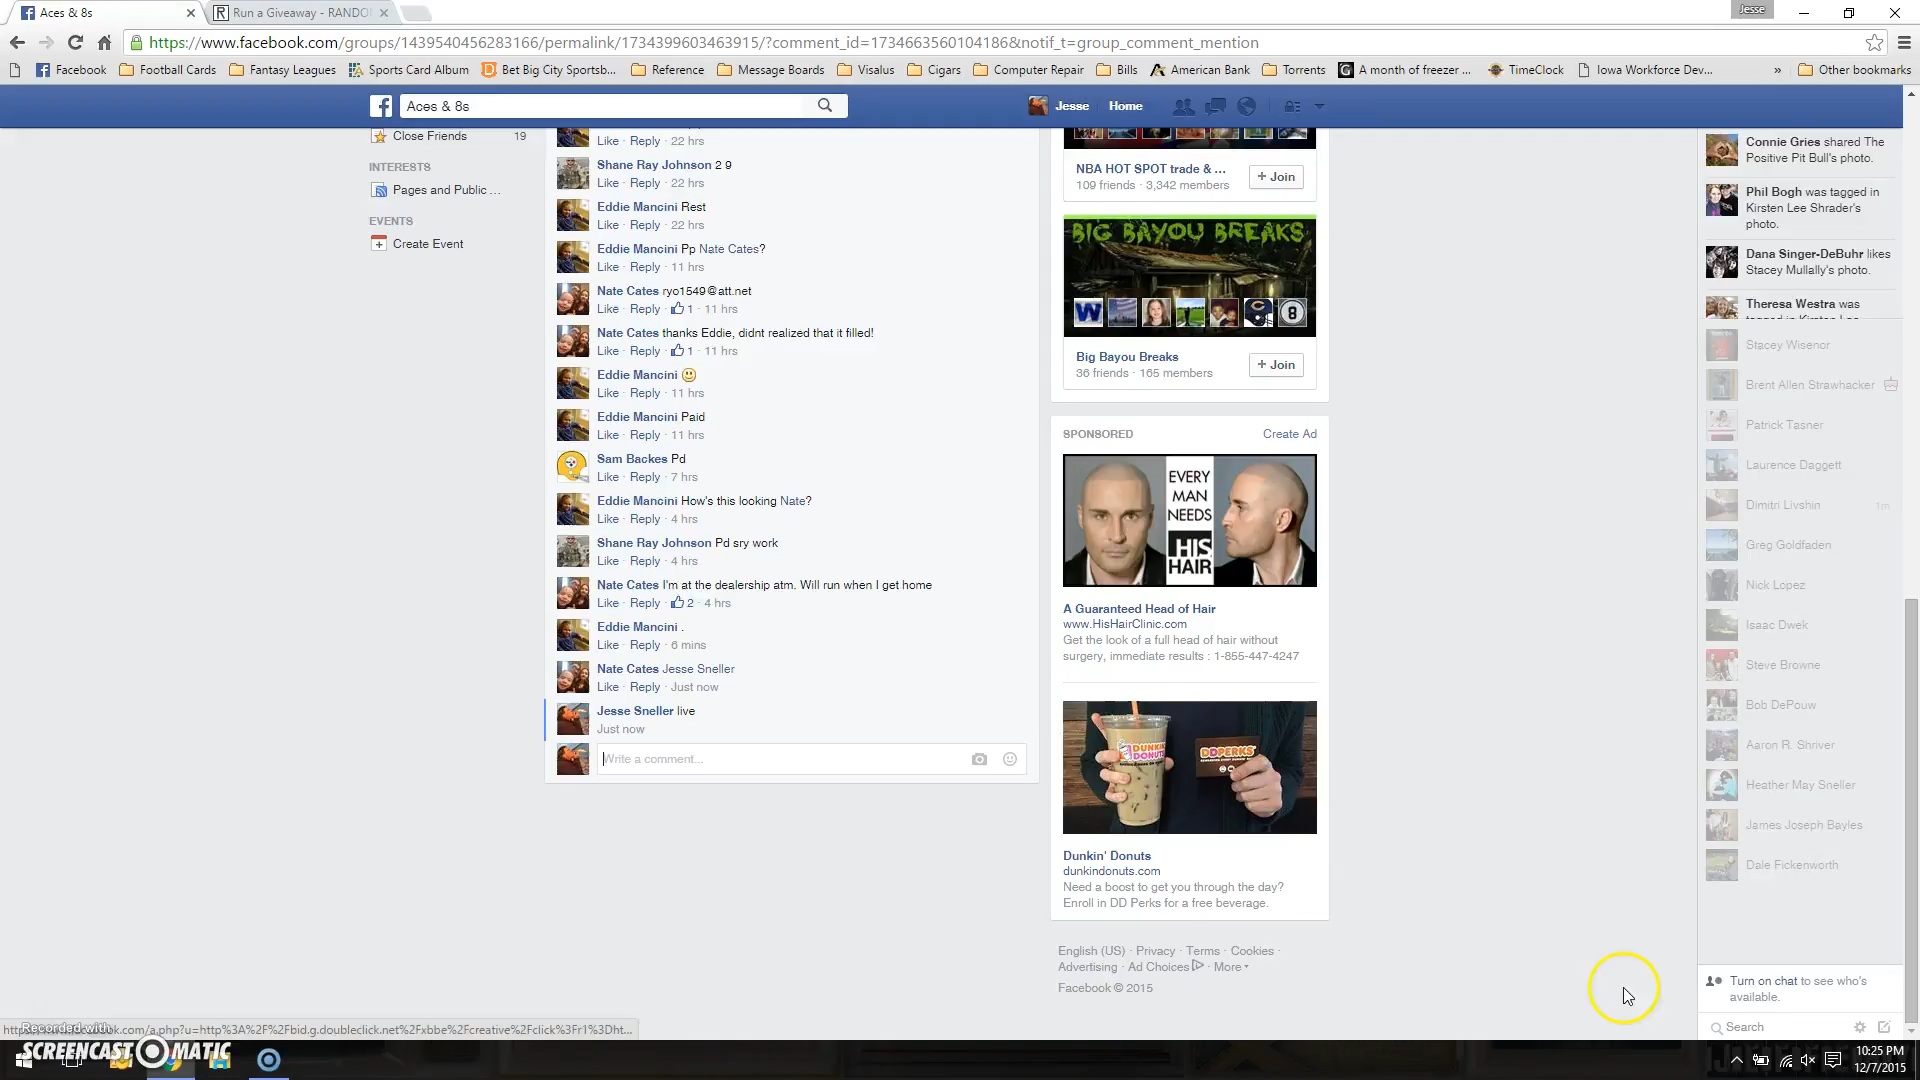 Aces & 8s
Run a Giveaway - RANDO
Jesse
https://www.facebook.com/groups/1439540456283166/permalink/1734399603463915/?comment_id=1734663560104186&notif_t=group_comment_mention
Facebook
Football Cards
Fantasy Leagues
Sports Card Album
Bet Big City Sportsb...
Reference
Message Boards
Visalus
Cigars
Computer Repair
Bills
American Bank
Torrents
A month of freezer ...
TimeClock
Iowa Workforce Dev...
»
Other bookmarks
Aces & 8s
Jesse
Home
Close Friends 19
INTERESTS
Pages and Public ...
EVENTS
Create Event
Like · Reply · 22 hrs
Shane Ray Johnson 2 9
Like · Reply · 22 hrs
Eddie Mancini Rest
Like · Reply · 22 hrs
Eddie Mancini Pp Nate Cates?
Like · Reply · 11 hrs
Nate Cates ryo1549@att.net
Like · Reply · 1 · 11 hrs
Nate Cates thanks Eddie, didnt realized that it filled!
Like · Reply · 1 · 11 hrs
Eddie Mancini
Like · Reply · 11 hrs
Eddie Mancini Paid
Like · Reply · 11 hrs
Sam Backes Pd
Like · Reply · 7 hrs
Eddie Mancini How's this looking Nate?
Like · Reply · 4 hrs
Shane Ray Johnson Pd sry work
Like · Reply · 4 hrs
Nate Cates I'm at the dealership atm. Will run when I get home
Like · Reply · 2 · 4 hrs
Eddie Mancini .
Like · Reply · 6 mins
Nate Cates Jesse Sneller
Like · Reply · Just now
Jesse Sneller live
Just now
Write a comment...
NBA HOT SPOT trade & ...
109 friends · 3,342 members
+ Join
BIG BAYOU BREAKS
W
8
Big Bayou Breaks
36 friends · 165 members
+ Join
SPONSORED
Create Ad
EVERY
MAN
NEEDS
HIS
HAIR
A Guaranteed Head of Hair
www.HisHairClinic.com
Get the look of a full head of hair without
surgery, immediate results : 1-855-447-4247
DUNKIN'
DONUTS
DDPERKS
Dunkin' Donuts
dunkindonuts.com
Need a boost to get you through the day?
Enroll in DD Perks for a free beverage.
English (US) · Privacy · Terms · Cookies ·
Advertising · Ad Choices · More
Facebook © 2015
Connie Gries shared The
Positive Pit Bull's photo.
Phil Bogh was tagged in
Kirsten Lee Shrader's
photo.
Dana Singer-DeBuhr likes
Stacey Mullally's photo.
Theresa Westra was
tagged in Kirsten Lee
Stacey Wisenor
Brent Allen Strawhacker
Patrick Tasner
Laurence Daggett
Dimitri Livshin 1m
Greg Goldfaden
Nick Lopez
Isaac Dwek
Steve Browne
Bob DePouw
Aaron R. Shriver
Heather May Sneller
James Joseph Bayles
Dale Fickenworth
Turn on chat to see who's
available.
Search
Recorded with
SCREENCAST-O-MATIC
10:25 PM
12/7/2015